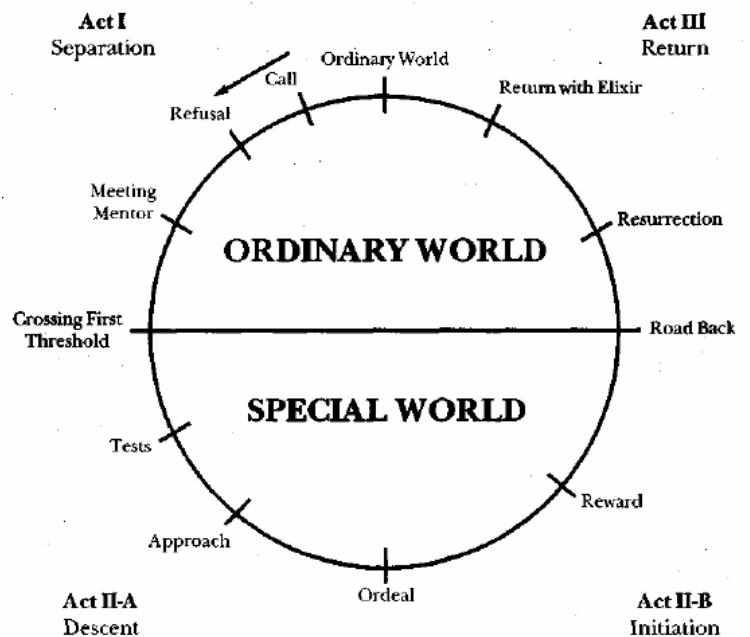 Act I
Separation
Act III
Return
Ordinary World
Call
Return with Elixir
Refusal
Meeting
Mentor
Resurrection
ORDINARY WORLD
Crossing First
Threshold
Road Back
SPECIAL WORLD
Tests
Reward
Approach
Ordeal
Act II-A
Descent
Act II-B
Initiation